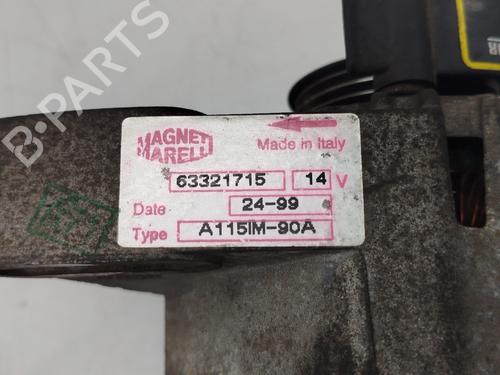 B-PARTS
MAGNETI MARELLI
Made in Italy
63321715 14 V
Date 24-99
Type A115IM-90A